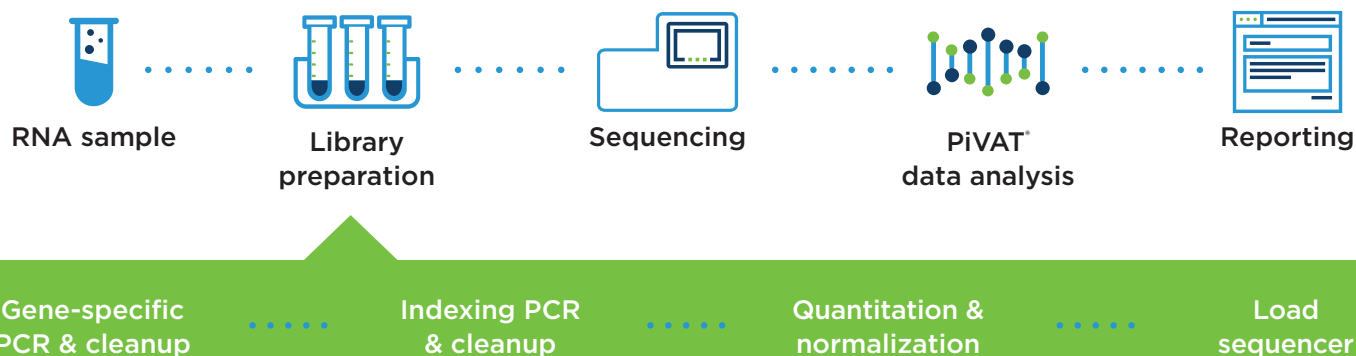 RNA sample
Library
preparation
Sequencing
PiVAT®
data analysis
Reporting
Gene-specific
PCR & cleanup
Indexing PCR
& cleanup
Quantitation &
normalization
Load
sequencer